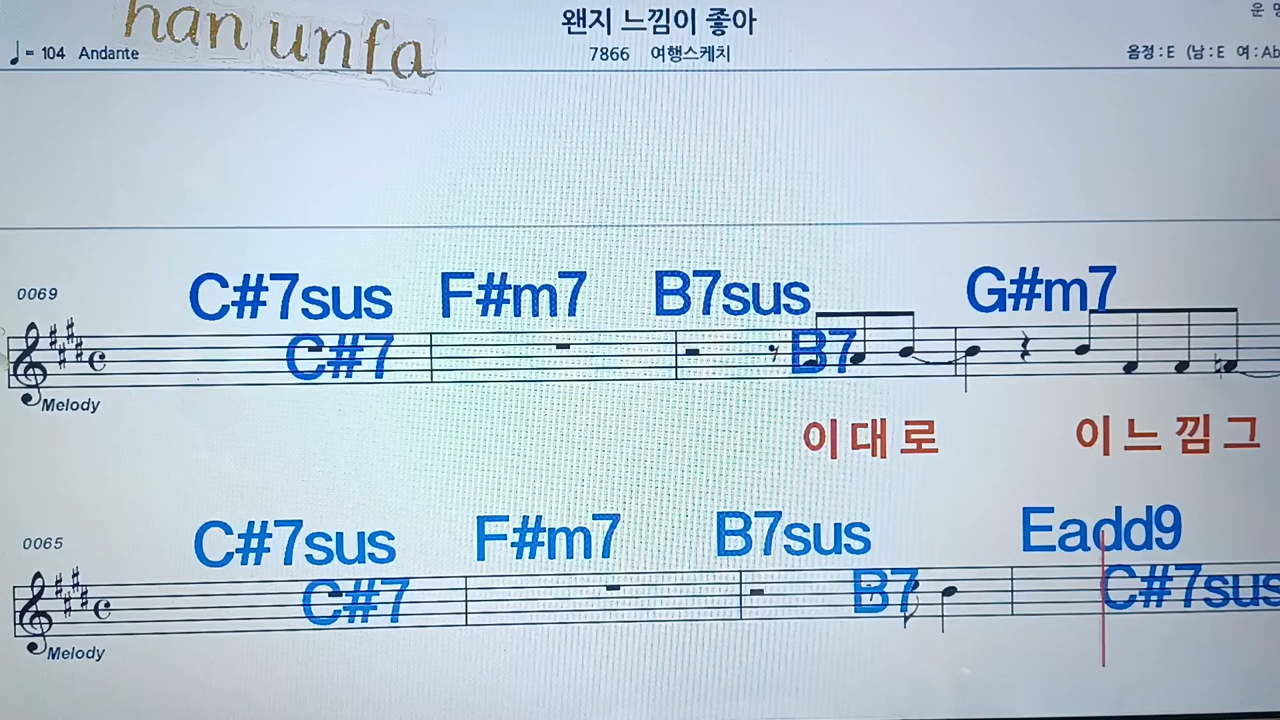 han unfa
왠지 느낌이 좋아
운 명
♩= 104 Andante
7866 여행스케치
음정:E (남:E 여:Ab
C#7sus F#m7 B7sus G#m7
0069
C#7 B7
Melody
이 대 로 이 느 낌 그
C#7sus F#m7 B7sus Eadd9
0065
C#7 B7 C#7sus
Melody